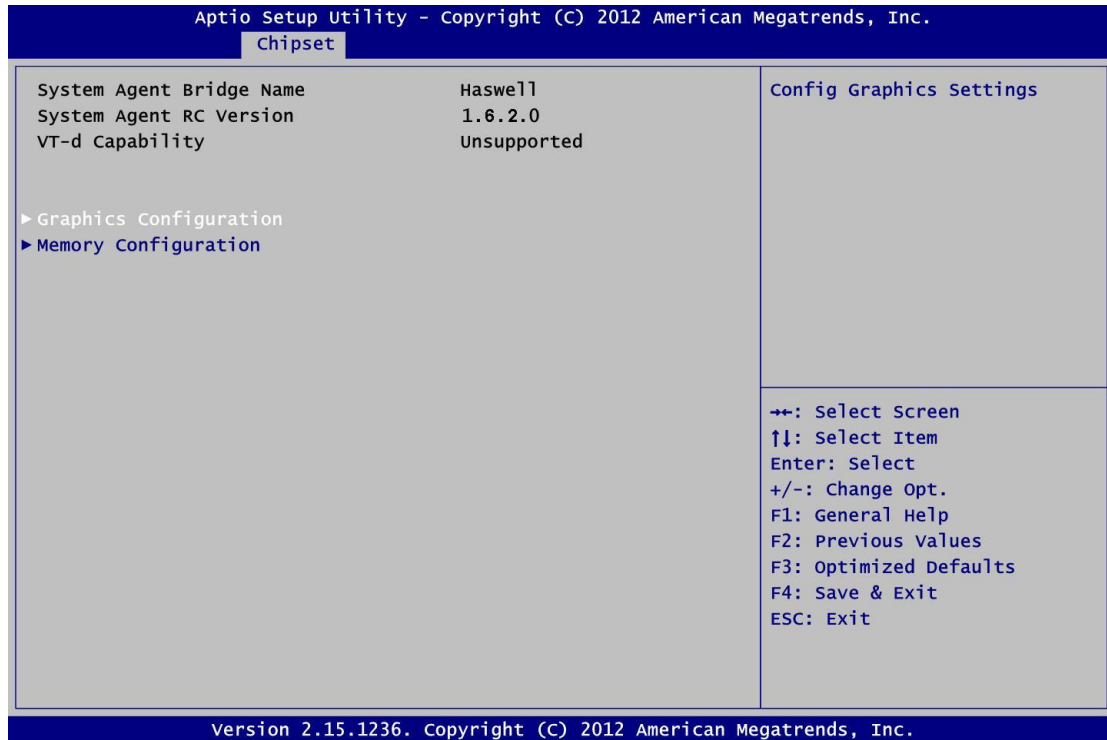 Aptio Setup Utility - Copyright (C) 2012 American Megatrends, Inc.
Chipset
System Agent Bridge Name Haswell
System Agent RC Version 1.6.2.0
VT-d Capability Unsupported
►Graphics Configuration
►Memory Configuration
Config Graphics Settings
→←: Select Screen
↑↓: Select Item
Enter: Select
+/-: Change Opt.
F1: General Help
F2: Previous Values
F3: Optimized Defaults
F4: Save & Exit
ESC: Exit
Version 2.15.1236. Copyright (C) 2012 American Megatrends, Inc.